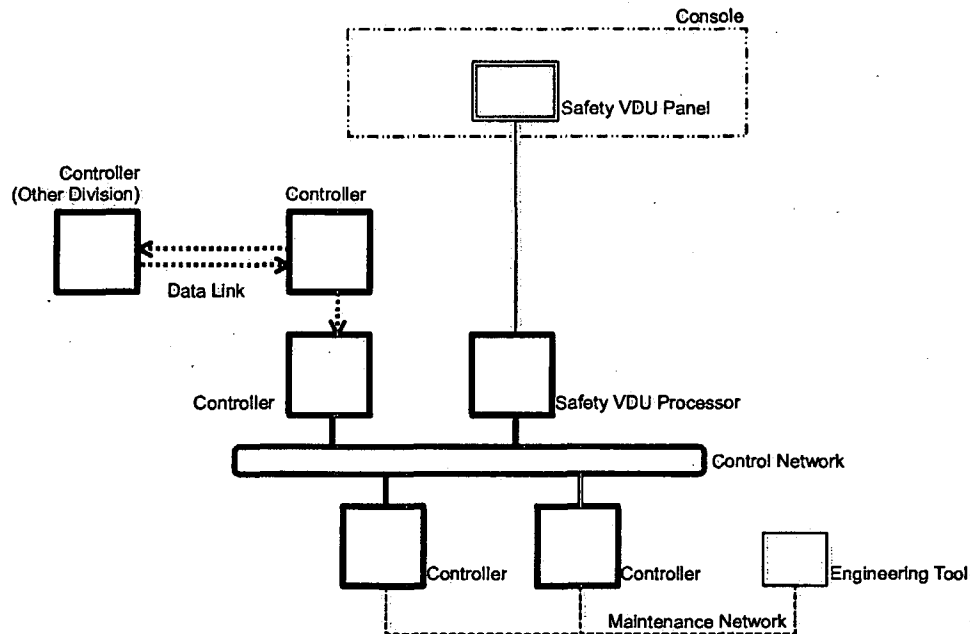 Console
Safety VDU Panel
Controller
(Other Division)
Controller
Data Link
Controller
Safety VDU Processor
Control Network
Controller
Controller
Engineering Tool
Maintenance Network